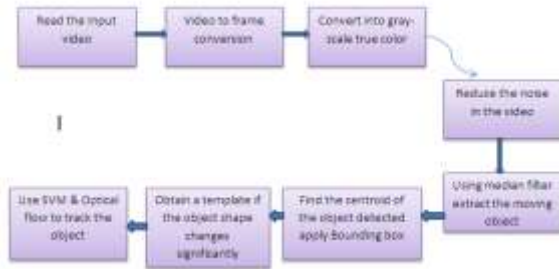 Read the input
video
Video to frame
conversion
Convert into gray-
scale true color
Reduse the noise
in the video
Using median filter
extract the moving
object
Find the sentroid of
the object detected
apply Bounding box
Obtain a template if
the object shape
changes
significantly
Use SVM & Optical
flow to track the
object